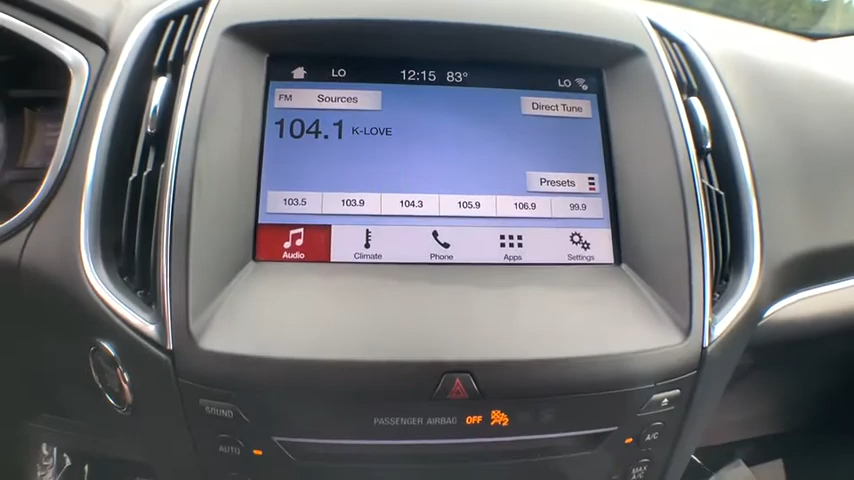 LO 12:15 83° LO
FM Sources Direct Tune
104.1 K-LOVE
Presets
103.5 103.9 104.3 105.9 106.9 99.9
Audio Climate Phone Apps Settings
SOUND
PASSENGER AIRBAG OFF 2
AUTO A/C
MAX A/C